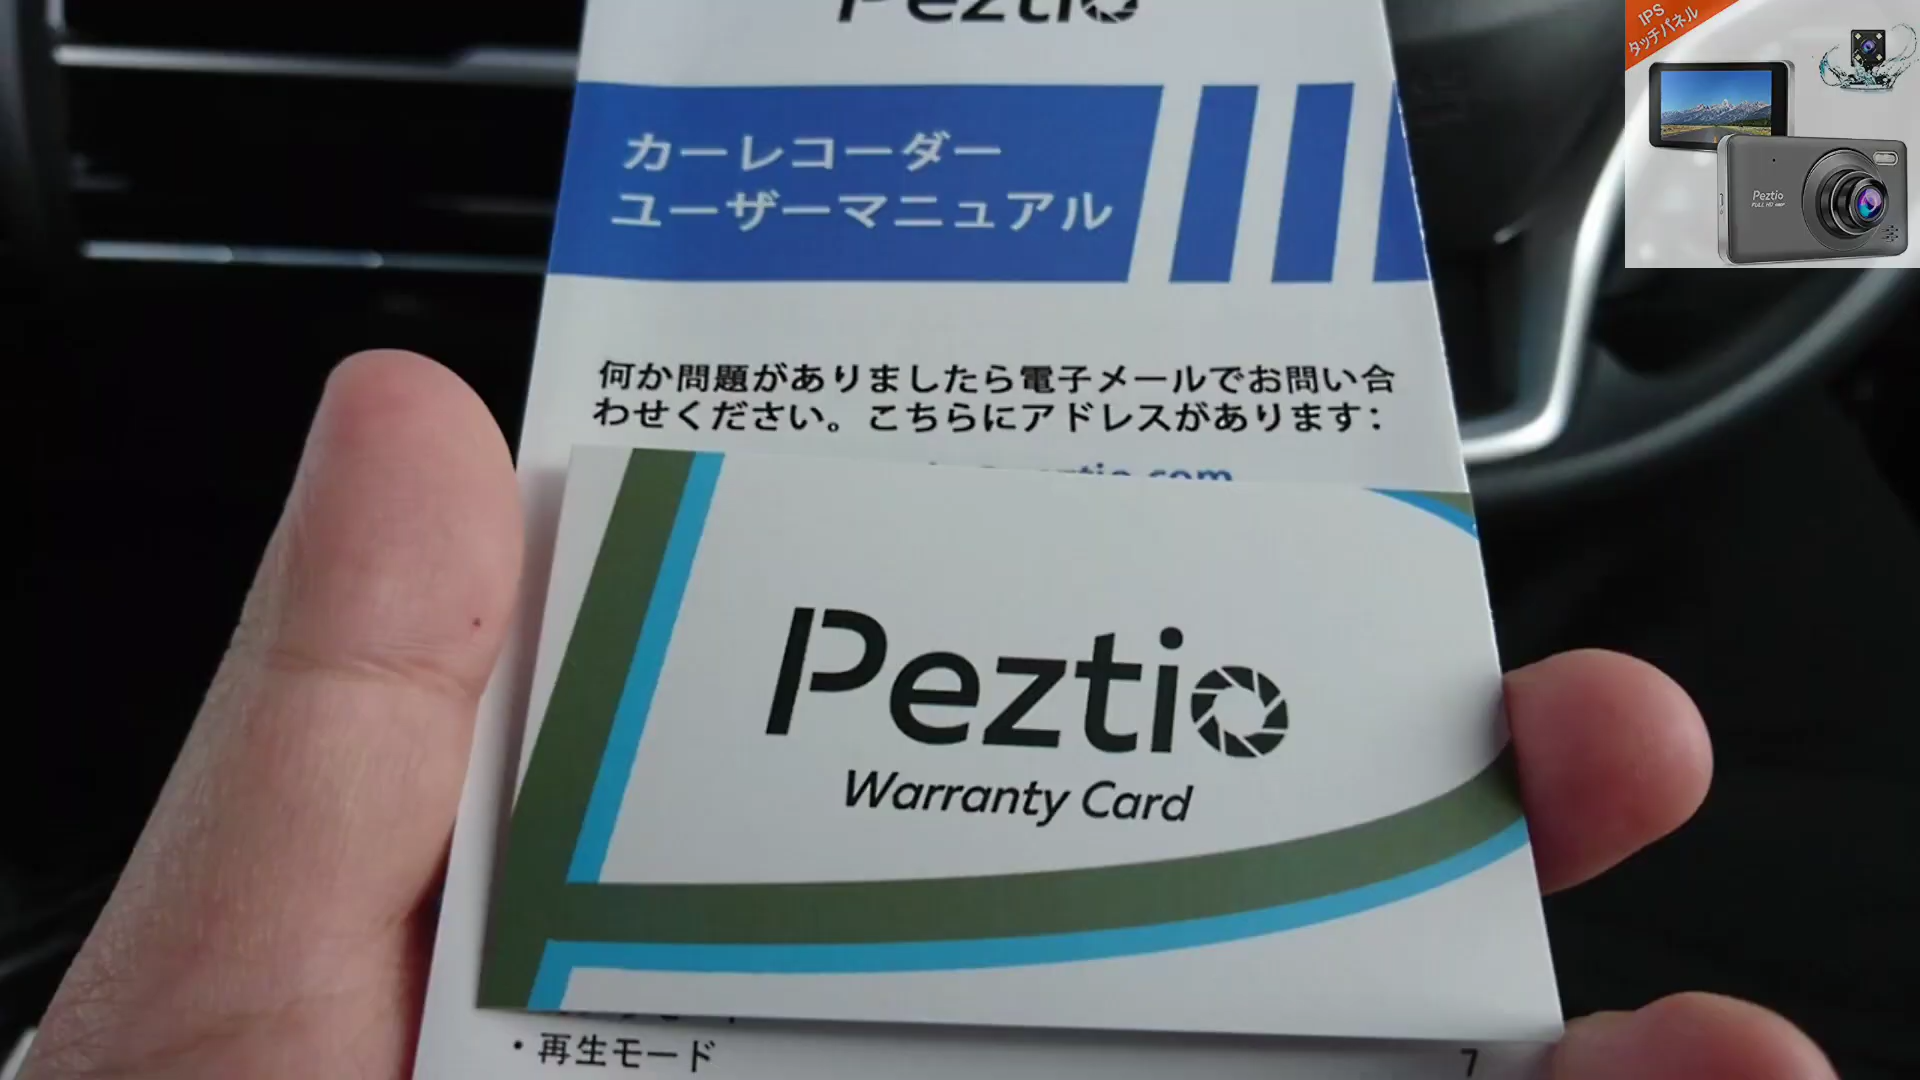 Peztio
カーレコーダー
ユーザーマニュアル
何か問題がありましたら電子メールでお問い合
わせください。こちらにアドレスがあります：
Peztio
Warranty Card
・再生モード
7
IPS
タッチパネル
Peztio
FULL HD